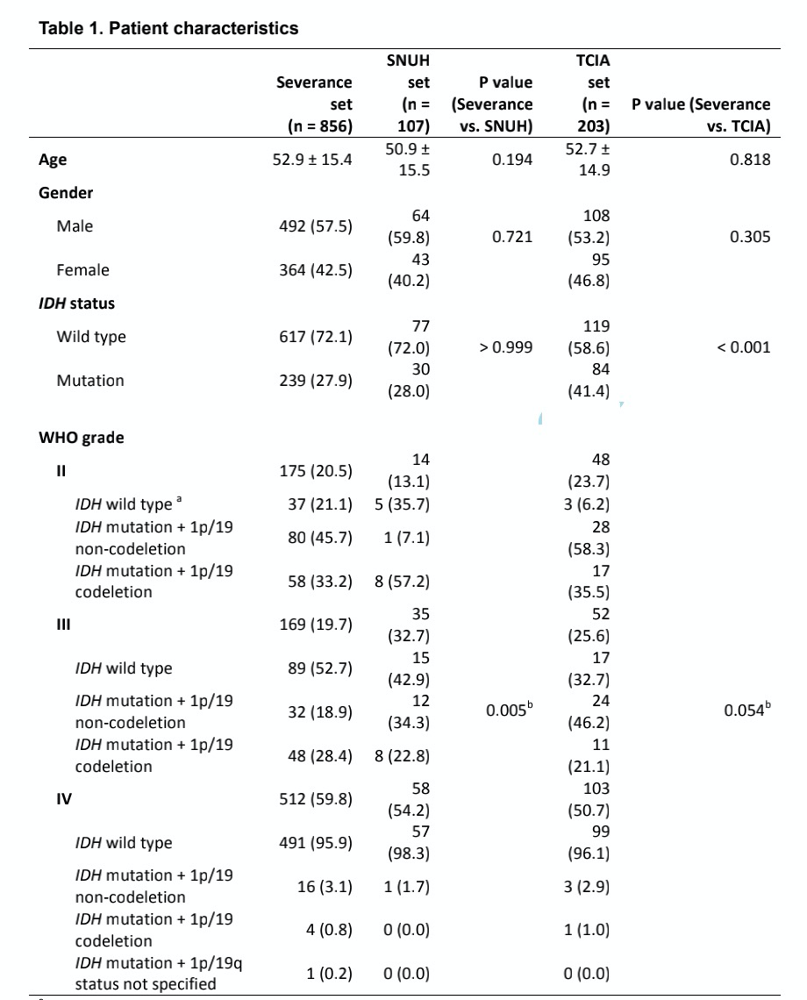 Table 1. Patient characteristics
Severance set (n = 856) SNUH set (n = 107) P value (Severance vs. SNUH) TCIA set (n = 203) P value (Severance vs. TCIA)
Age 52.9 ± 15.4 50.9 ± 15.5 0.194 52.7 ± 14.9 0.818
Gender
Male 492 (57.5) 64 (59.8) 0.721 108 (53.2) 0.305
Female 364 (42.5) 43 (40.2) 95 (46.8)
IDH status
Wild type 617 (72.1) 77 (72.0) > 0.999 119 (58.6) < 0.001
Mutation 239 (27.9) 30 (28.0) 84 (41.4)
WHO grade
II 175 (20.5) 14 (13.1) 48 (23.7)
IDH wild type a 37 (21.1) 5 (35.7) 3 (6.2)
IDH mutation + 1p/19 non-codeletion 80 (45.7) 1 (7.1) 28 (58.3)
IDH mutation + 1p/19 codeletion 58 (33.2) 8 (57.2) 17 (35.5)
III 169 (19.7) 35 (32.7) 52 (25.6)
IDH wild type 89 (52.7) 15 (42.9) 17 (32.7)
IDH mutation + 1p/19 non-codeletion 32 (18.9) 12 (34.3) 0.005b 24 (46.2) 0.054b
IDH mutation + 1p/19 codeletion 48 (28.4) 8 (22.8) 11 (21.1)
IV 512 (59.8) 58 (54.2) 103 (50.7)
IDH wild type 491 (95.9) 57 (98.3) 99 (96.1)
IDH mutation + 1p/19 non-codeletion 16 (3.1) 1 (1.7) 3 (2.9)
IDH mutation + 1p/19 codeletion 4 (0.8) 0 (0.0) 1 (1.0)
IDH mutation + 1p/19q status not specified 1 (0.2) 0 (0.0) 0 (0.0)